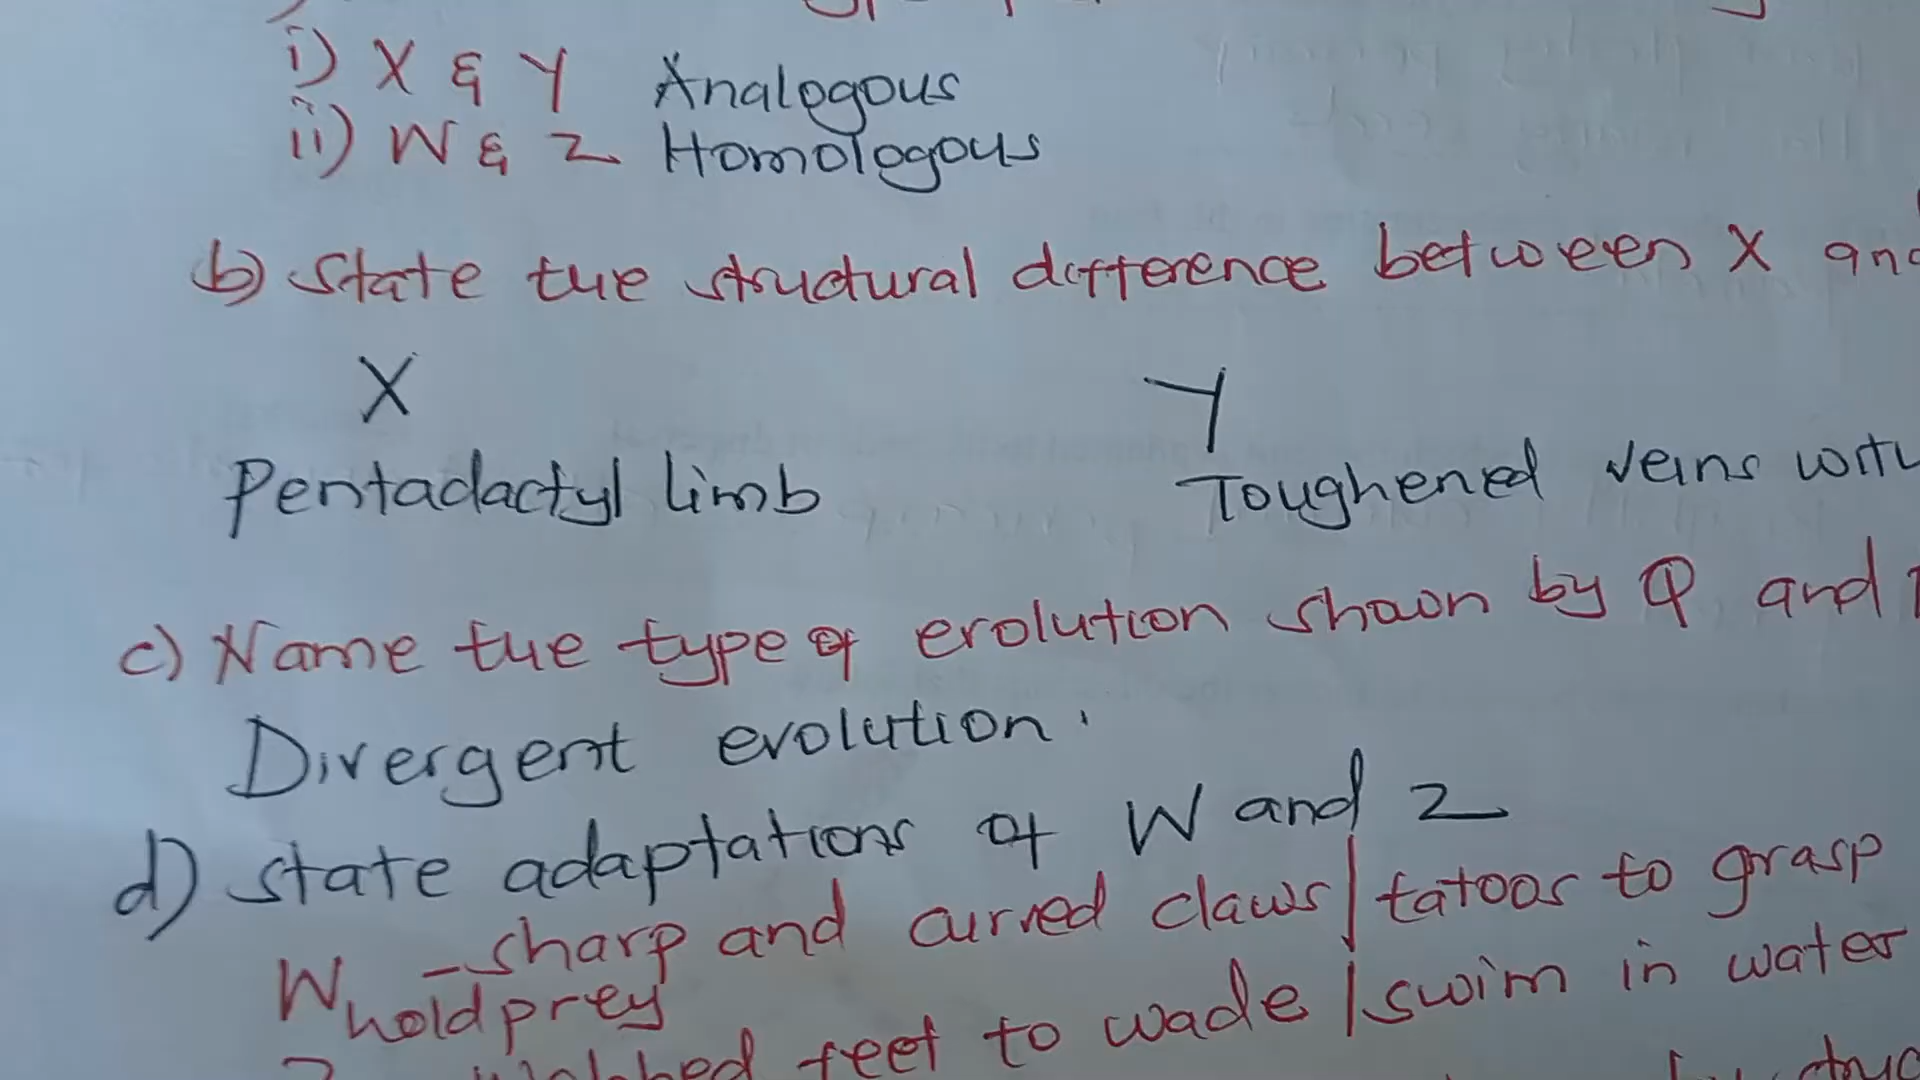 i) X & Y Analogous
ii) W & Z Homologous
b) State the structural difference between X and
X Y
Pentadactyl limb Toughened veins with
c) Name the type of evolution shown by Q and
Divergent evolution.
d) state adaptations of W and Z
W - sharp and curved claws / tatoos to grasp
hold prey
webbed feet to wade / swim in water